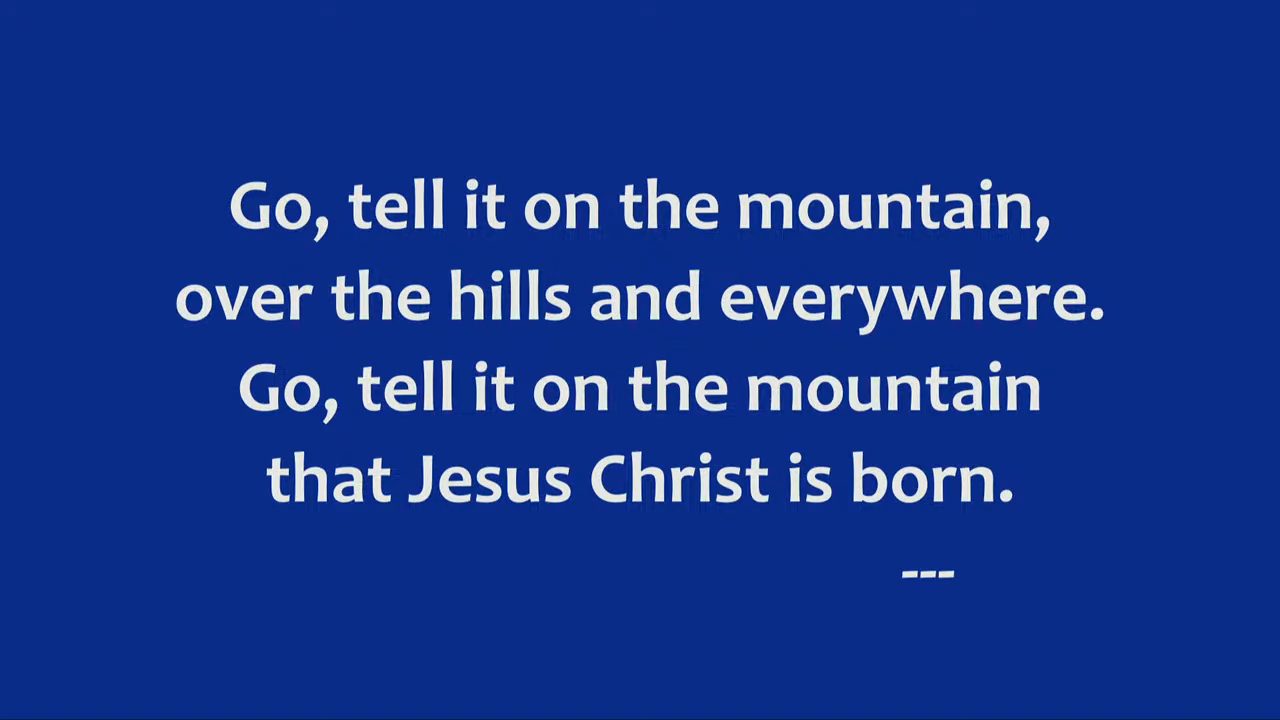 Go, tell it on the mountain,
over the hills and everywhere.
Go, tell it on the mountain
that Jesus Christ is born.
---